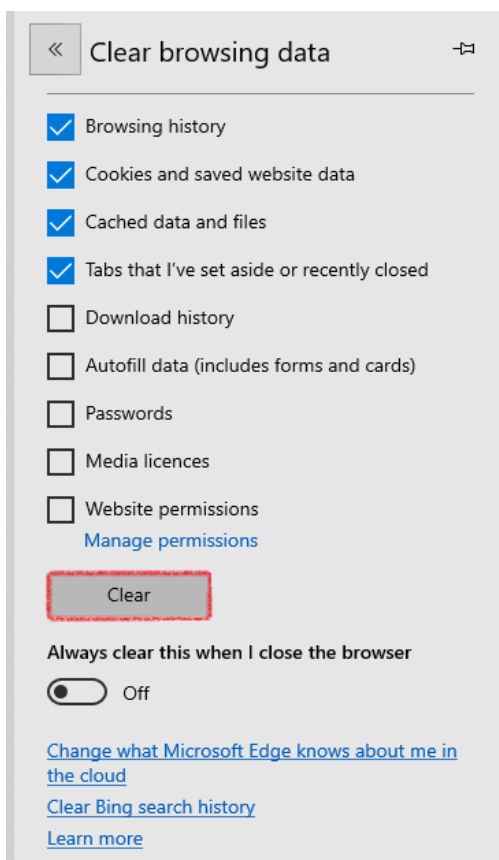 Clear browsing data
Browsing history
Cookies and saved website data
Cached data and files
Tabs that I've set aside or recently closed
Download history
Autofill data (includes forms and cards)
Passwords
Media licences
Website permissions
Manage permissions
Clear
Always clear this when I close the browser
Off
Change what Microsoft Edge knows about me in
the cloud
Clear Bing search history
Learn more